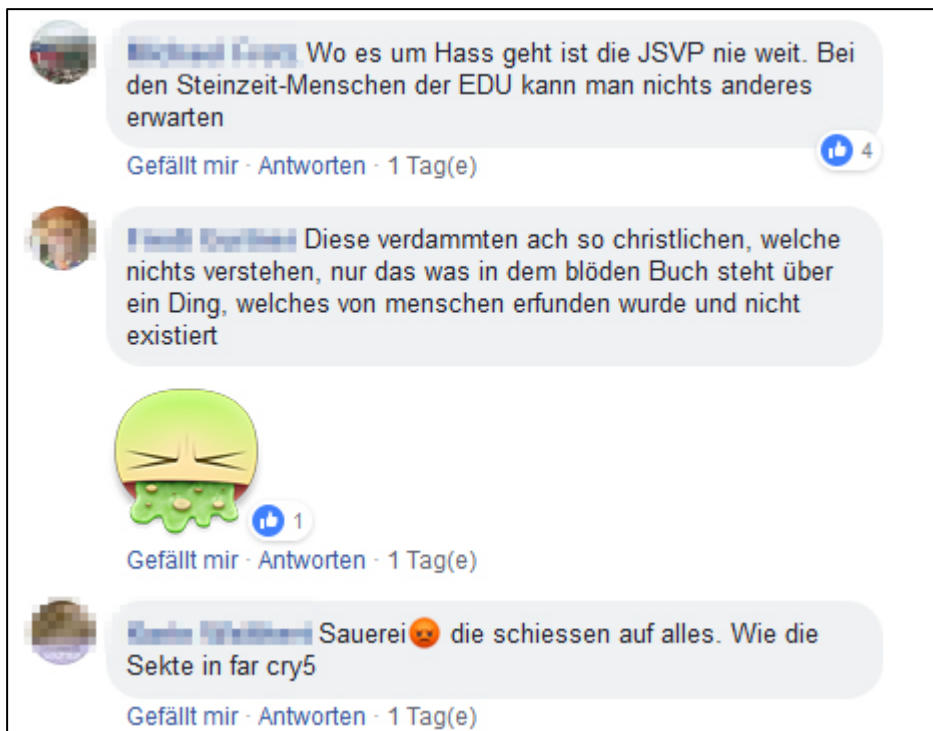 Wo es um Hass geht ist die JSVP nie weit. Bei
den Steinzeit-Menschen der EDU kann man nichts anderes
erwarten
4
Gefällt mir · Antworten · 1 Tag(e)
Diese verdammten ach so christlichen, welche
nichts verstehen, nur das was in dem blöden Buch steht über
ein Ding, welches von menschen erfunden wurde und nicht
existiert
1
Gefällt mir · Antworten · 1 Tag(e)
Sauerei😡 die schiessen auf alles. Wie die
Sekte in far cry5
Gefällt mir · Antworten · 1 Tag(e)